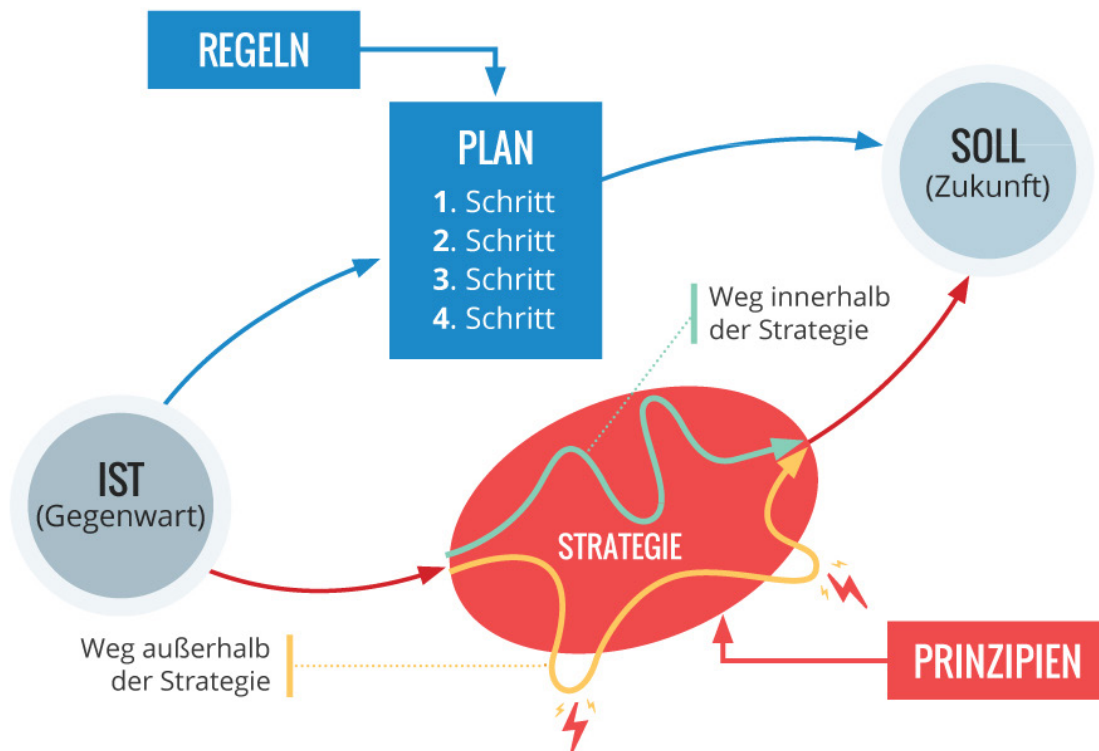 REGELN
PLAN
1. Schritt
2. Schritt
3. Schritt
4. Schritt
SOLL
(Zukunft)
Weg innerhalb
der Strategie
IST
(Gegenwart)
STRATEGIE
Weg außerhalb
der Strategie
PRINZIPIEN